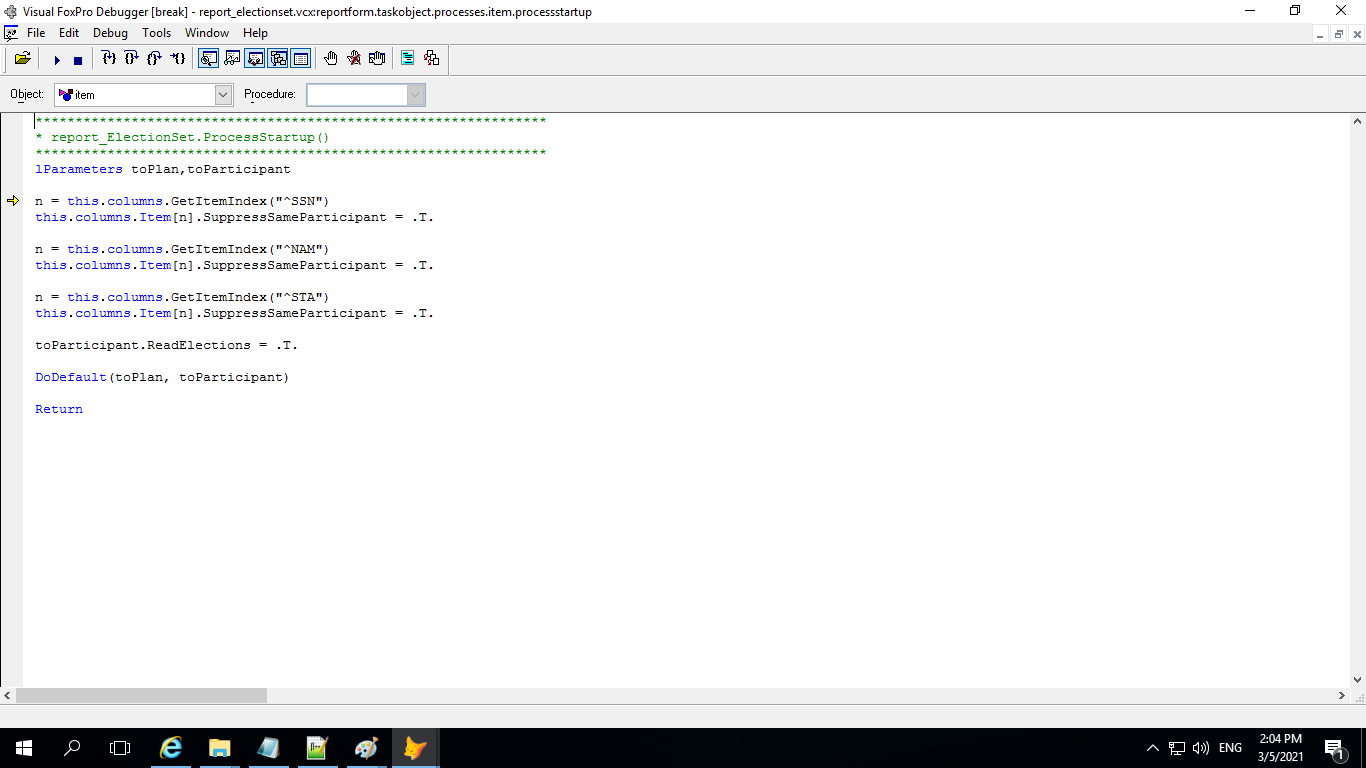 Visual FoxPro Debugger [break] - report_electionset.vcx:reportform.taskobject.processes.item.processstartup
File Edit Debug Tools Window Help
Object: item Procedure:
****************************************************************
* report_ElectionSet.ProcessStartup()
****************************************************************
lParameters toPlan,toParticipant
n = this.columns.GetItemIndex("^SSN")
this.columns.Item[n].SuppressSameParticipant = .T.
n = this.columns.GetItemIndex("^NAM")
this.columns.Item[n].SuppressSameParticipant = .T.
n = this.columns.GetItemIndex("^STA")
this.columns.Item[n].SuppressSameParticipant = .T.
toParticipant.ReadElections = .T.
DoDefault(toPlan, toParticipant)
Return
ENG
2:04 PM
3/5/2021
1